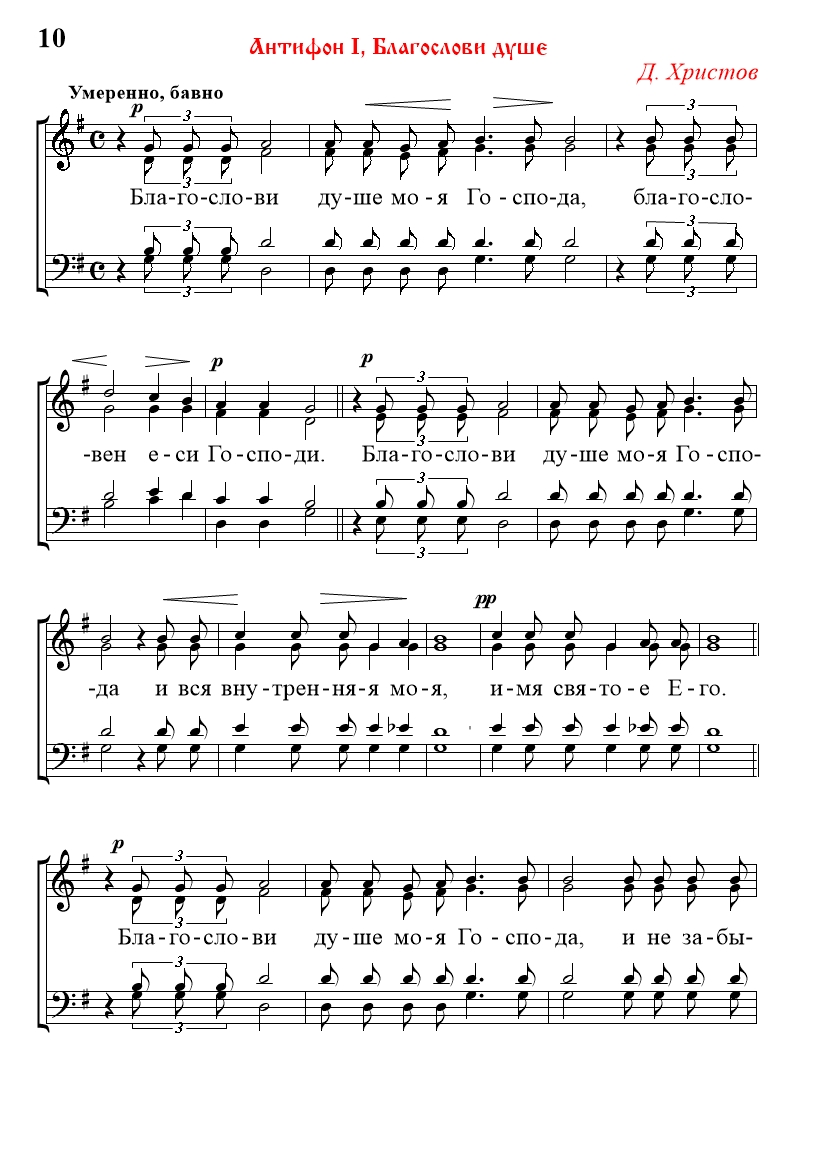 10
Антифон I, Благослови душе
Д. Христов
Умеренно, бавно
p
3 3
3 3
Бла-го-сло-ви ду-ше мо-я Го-спо-да, бла-го-сло-
3 3
3 3
p p
3
3
-вен е-си Го-спо-ди. Бла-го-сло-ви ду-ше мо-я Го-спо-
3
3
pp
-да и вся вну-трен-ня-я мо-я, и-мя свя-то-е Е-го.
p
3
3
Бла-го-сло-ви ду-ше мо-я Го-спо-да, и не за-бы-
3
3